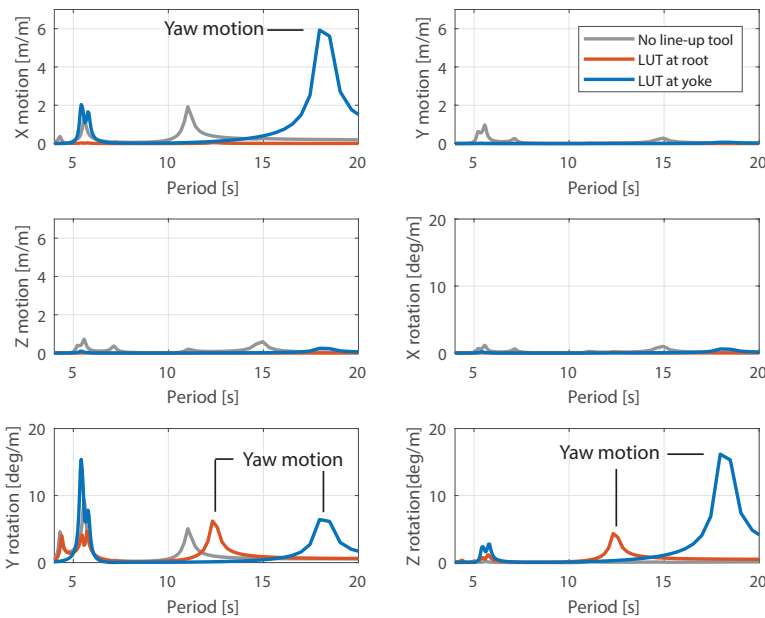 Yaw motion
X motion [m/m]
6
4
2
0
5
10
15
20
Period [s]
No line-up tool
LUT at root
LUT at yoke
Y motion [m/m]
6
4
2
0
5
10
15
20
Period [s]
Z motion [m/m]
6
4
2
0
5
10
15
20
Period [s]
X rotation [deg/m]
20
10
0
5
10
15
20
Period [s]
Yaw motion
Y rotation [deg/m]
20
10
0
5
10
15
20
Period [s]
Yaw motion
Z rotation[deg/m]
20
10
0
5
10
15
20
Period [s]